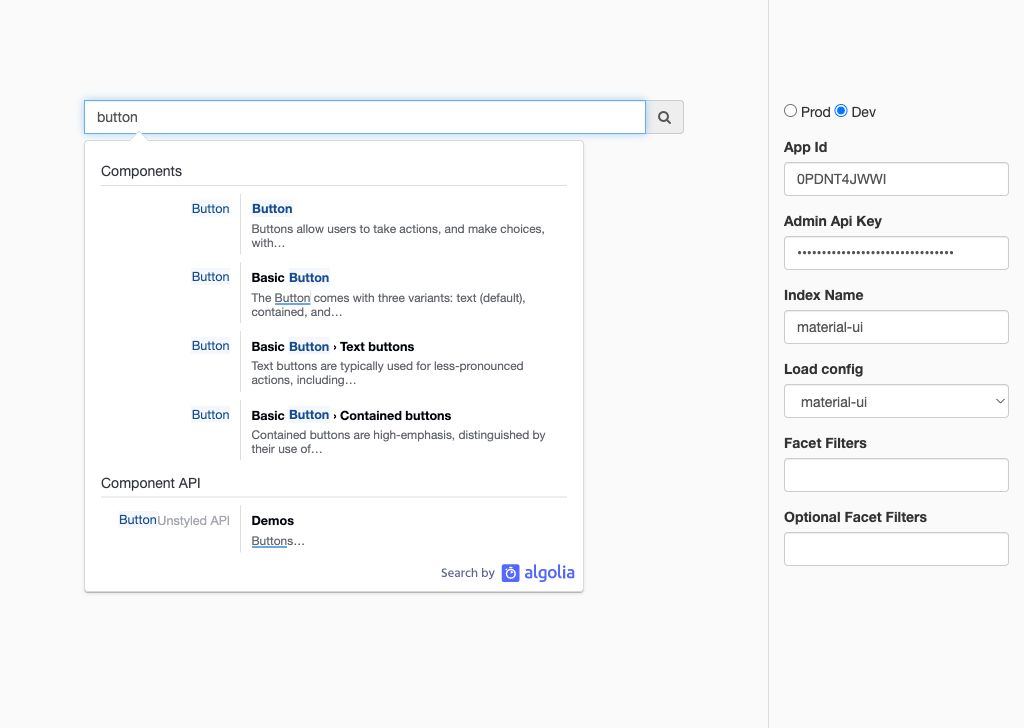 button
Prod Dev
App Id
0PDNT4JWWI
Admin Api Key
••••••••••••••••••••••••••••••••
Index Name
material-ui
Load config
material-ui
Facet Filters
Optional Facet Filters
Components
Button
Button
Buttons allow users to take actions, and make choices,
with…
Button
Basic Button
The Button comes with three variants: text (default),
contained, and…
Button
Basic Button › Text buttons
Text buttons are typically used for less-pronounced
actions, including…
Button
Basic Button › Contained buttons
Contained buttons are high-emphasis, distinguished by
their use of…
Component API
ButtonUnstyled API
Demos
Buttons…
Search by algolia